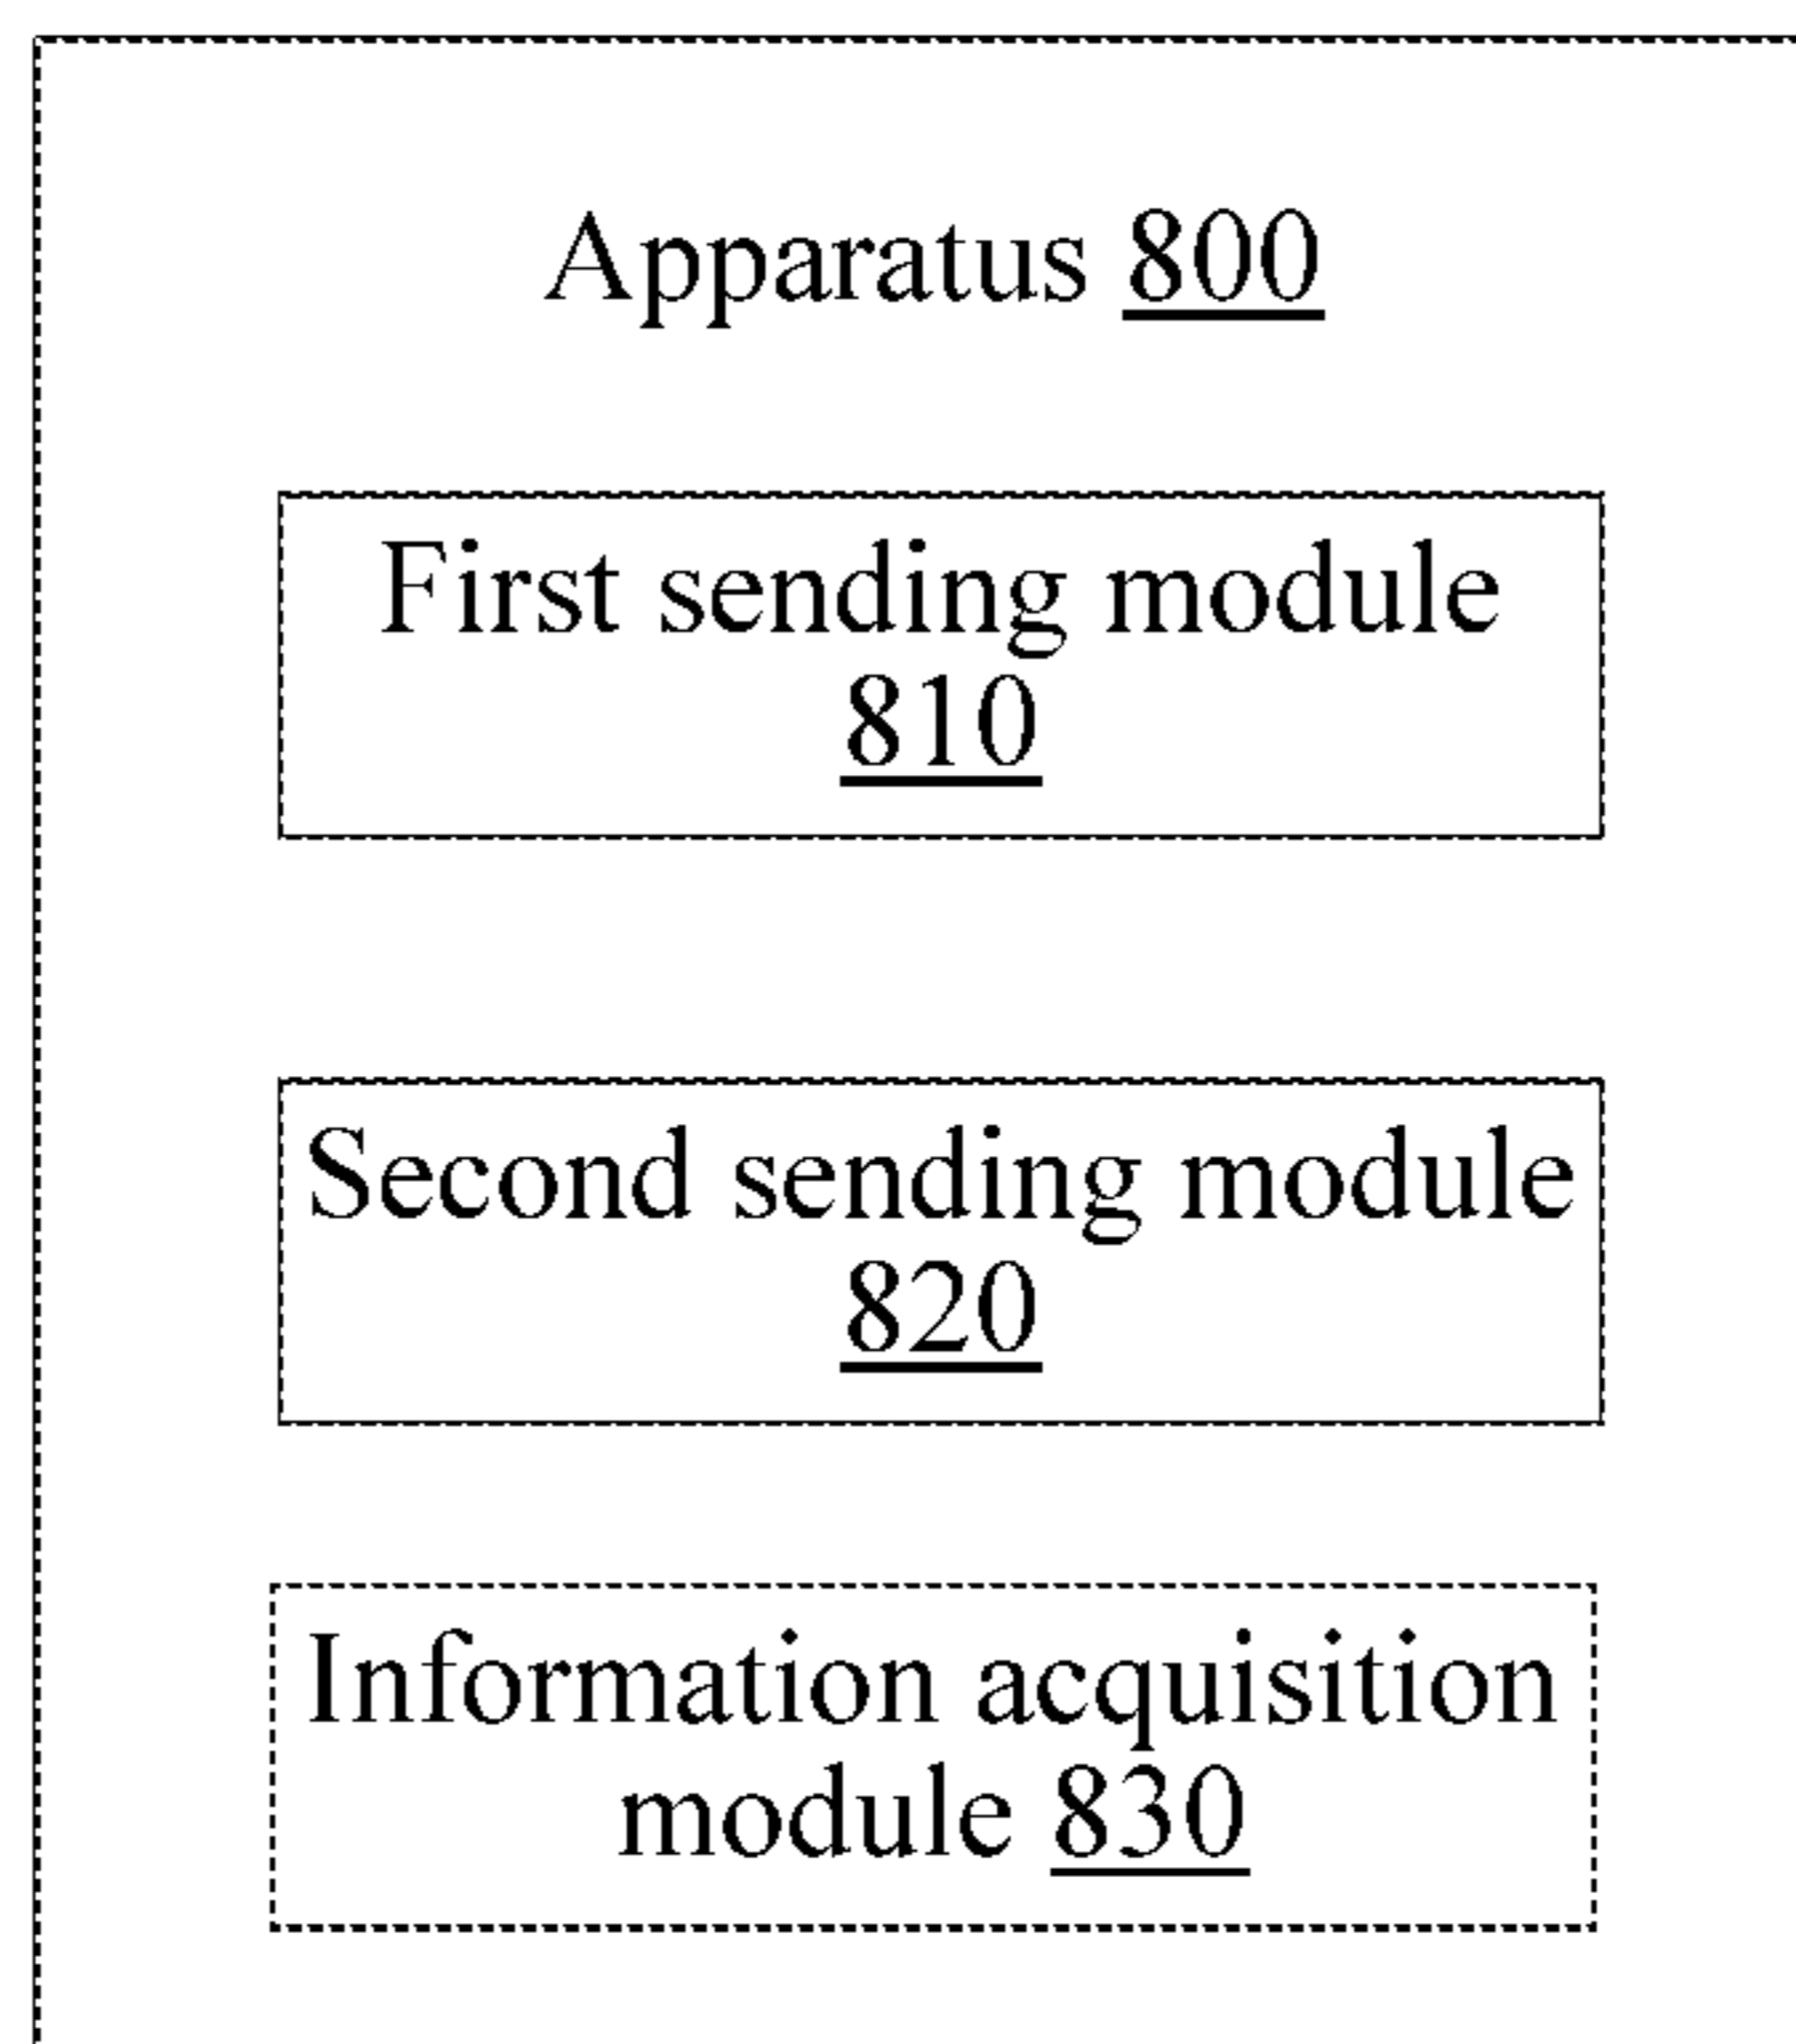 Apparatus 800
First sending module
810
Second sending module
820
Information acquisition
module 830